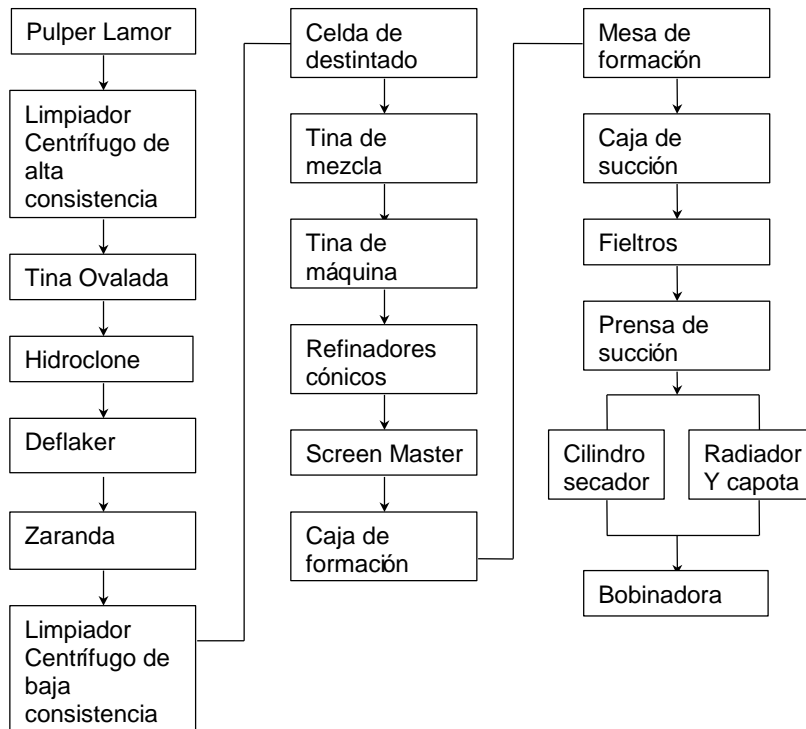 Pulper Lamor
Limpiador
Centrífugo de
alta
consistencia
Tina Ovalada
Hidroclone
Deflaker
Zaranda
Limpiador
Centrífugo de
baja
consistencia
Celda de
destintado
Tina de
mezcla
Tina de
máquina
Refinadores
cónicos
Screen Master
Caja de
formación
Mesa de
formación
Caja de
succión
Fieltros
Prensa de
succión
Cilindro
secador
Radiador
Y capota
Bobinadora